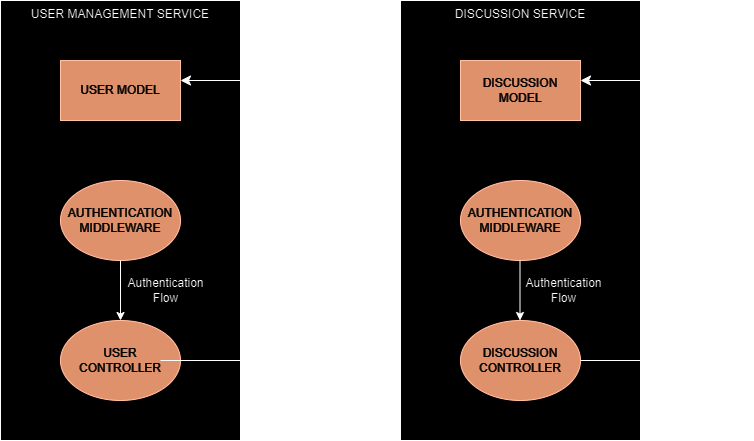 USER MANAGEMENT SERVICE
USER MODEL
AUTHENTICATION
MIDDLEWARE
Authentication
Flow
USER
CONTROLLER
DISCUSSION SERVICE
DISCUSSION
MODEL
AUTHENTICATION
MIDDLEWARE
Authentication
Flow
DISCUSSION
CONTROLLER